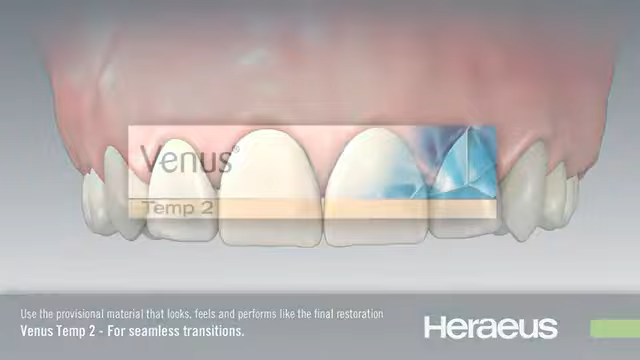 Venus®
Temp 2
Use the provisional material that looks, feels and performs like the final restoration
Venus Temp 2 - For seamless transitions.
Heraeus